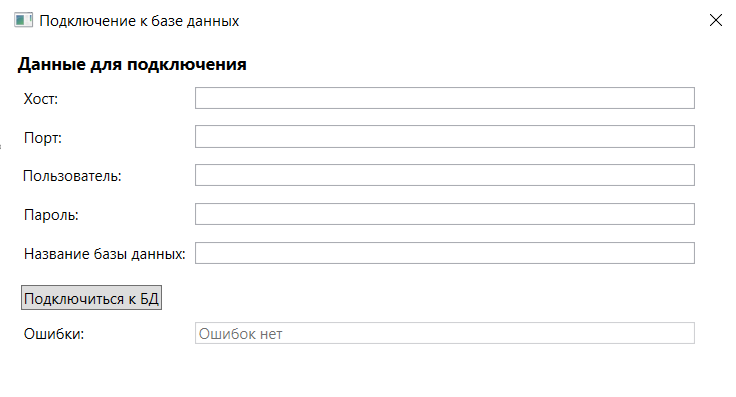 Подключение к базе данных
Данные для подключения
Хост:
Порт:
Пользователь:
Пароль:
Название базы данных:
Подключиться к БД
Ошибки: Ошибок нет